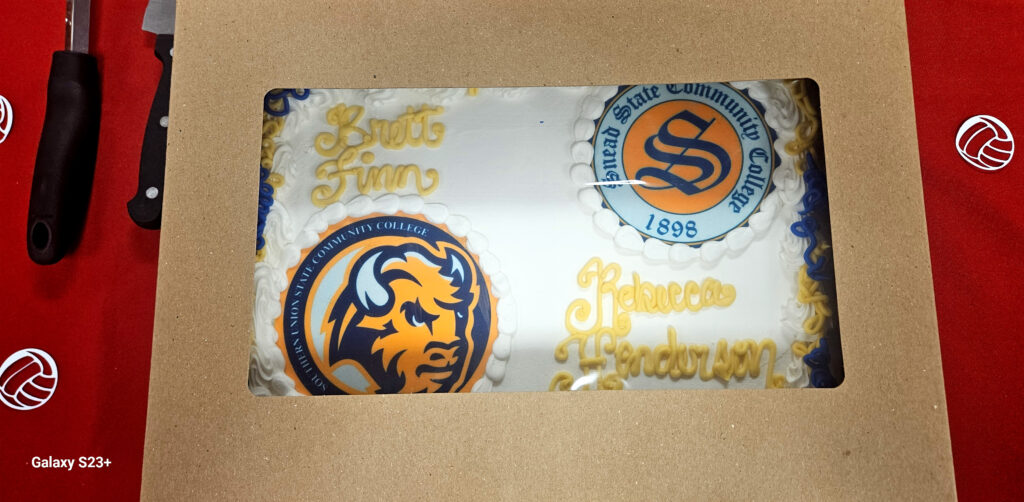 Brett
Finn
Snead State Community College
S
1898
SOUTHERN UNION STATE COMMUNITY COLLEGE
Rebecca
Henderson
Galaxy S23+